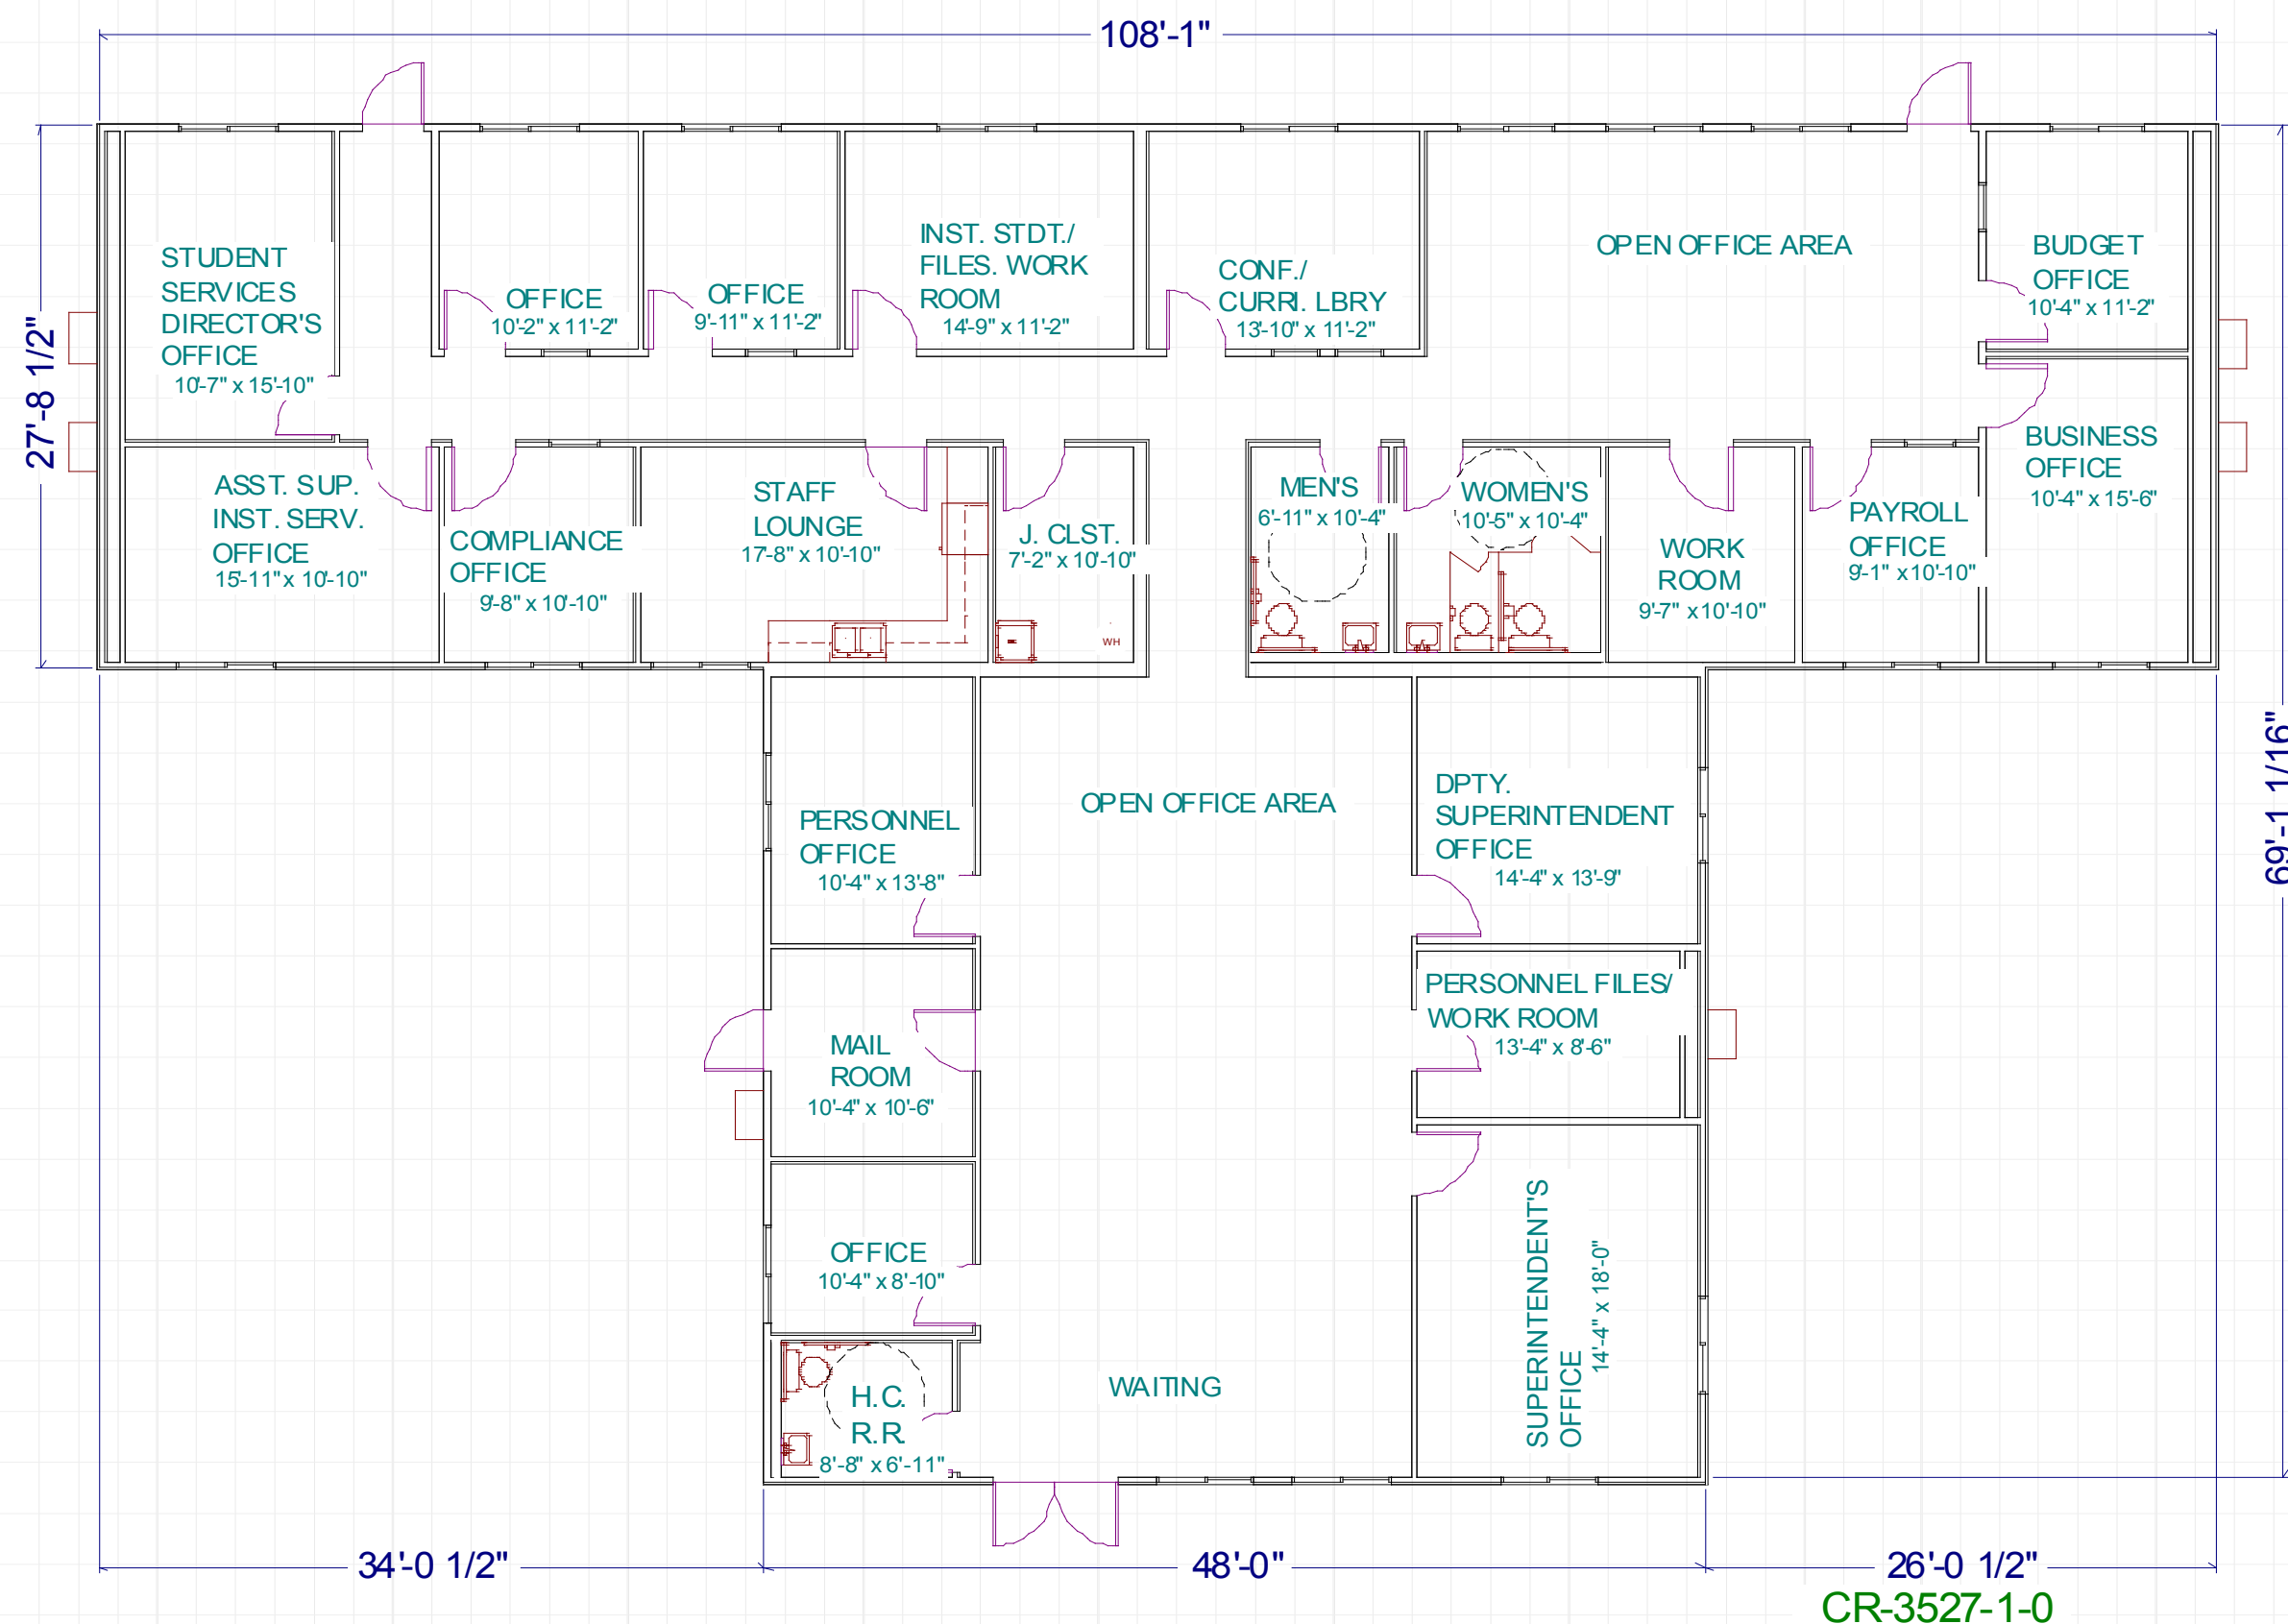 108'-1"
27'-8 1/2"
69'-1 1/16"
STUDENT
SERVICES
DIRECTOR'S
OFFICE
10'-7" x 15'-10"
OFFICE
10'-2" x 11'-2"
OFFICE
9'-11" x 11'-2"
INST. STDT./
FILES. WORK
ROOM
14'-9" x 11'-2"
CONF./
CURRI. LBRY
13'-10" x 11'-2"
OPEN OFFICE AREA
BUDGET
OFFICE
10'-4" x 11'-2"
BUSINESS
OFFICE
10'-4" x 15'-6"
ASST. SUP.
INST. SERV.
OFFICE
15'-11" x 10'-10"
COMPLIANCE
OFFICE
9'-8" x 10'-10"
STAFF
LOUNGE
17'-8" x 10'-10"
J. CLST.
7'-2" x 10'-10"
WH
MEN'S
6'-11" x 10'-4"
WOMEN'S
10'-5" x 10'-4"
WORK
ROOM
9'-7" x 10'-10"
PAYROLL
OFFICE
9'-1" x 10'-10"
PERSONNEL
OFFICE
10'-4" x 13'-8"
OPEN OFFICE AREA
DPTY.
SUPERINTENDENT
OFFICE
14'-4" x 13'-9"
PERSONNEL FILES/
WORK ROOM
13'-4" x 8'-6"
MAIL
ROOM
10'-4" x 10'-6"
OFFICE
10'-4" x 8'-10"
SUPERINTENDENT'S
OFFICE
14'-4" x 18'-0"
H.C.
R.R.
8'-8" x 6'-11"
WAITING
34'-0 1/2"
48'-0"
26'-0 1/2"
CR-3527-1-0